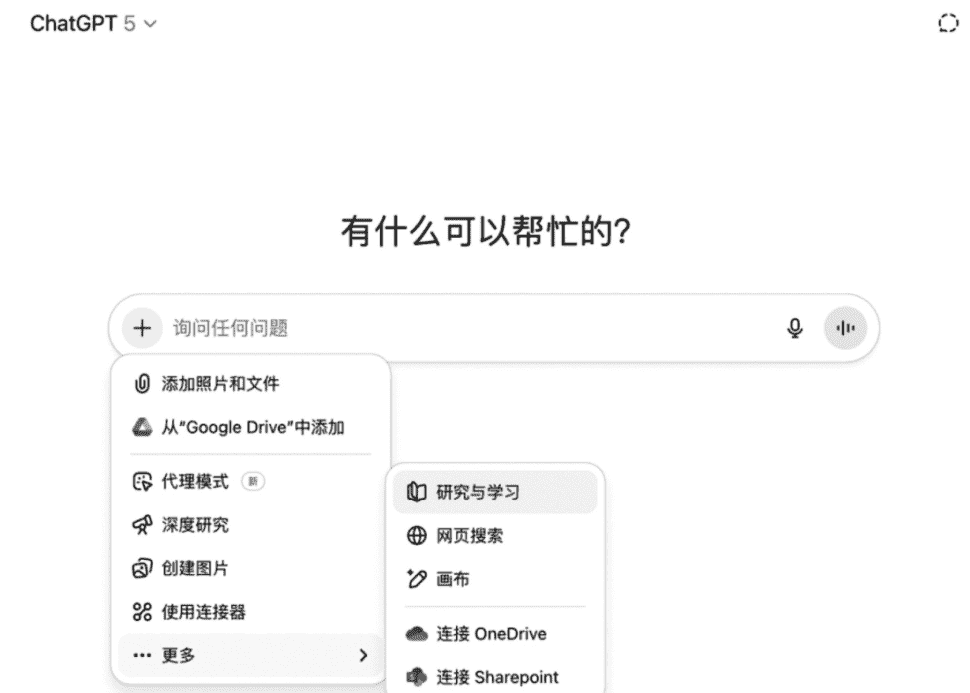 ChatGPT 5
有什么可以帮忙的?
询问任何问题
添加照片和文件
从“Google Drive”中添加
代理模式 新
深度研究
创建图片
使用连接器
更多
研究与学习
网页搜索
画布
连接 OneDrive
连接 Sharepoint